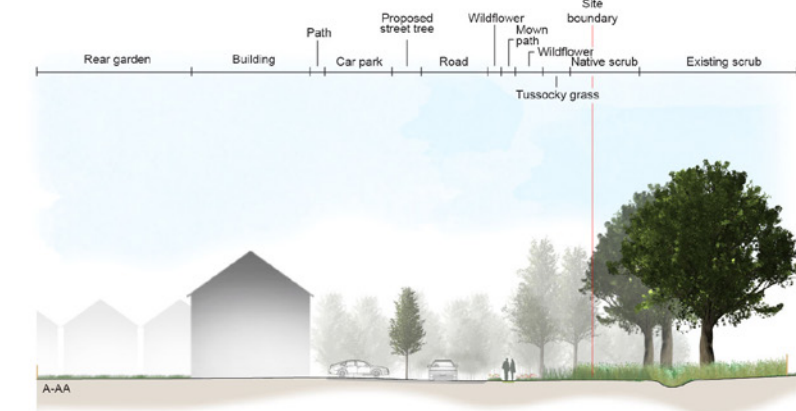 Site
boundary
Proposed
street tree
Wildflower
Path
Mown
path
Wildflower
Rear garden
Building
Car park
Road
Native scrub
Existing scrub
Tussocky grass
A-AA